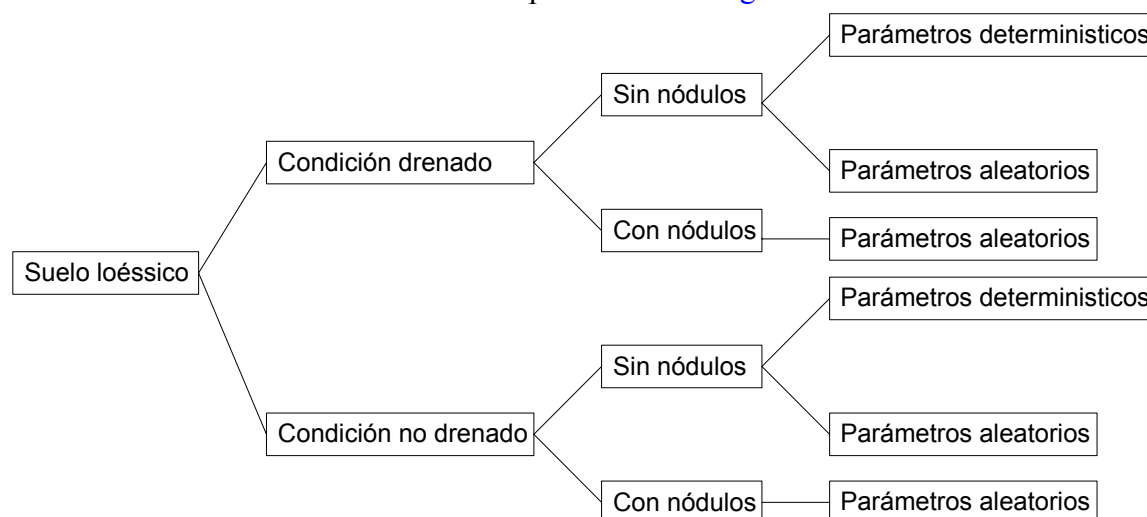 Parámetros deterministicos
Sin nódulos
Parámetros aleatorios
Condición drenado
Con nódulos
Parámetros aleatorios
Suelo loéssico
Parámetros deterministicos
Sin nódulos
Parámetros aleatorios
Condición no drenado
Con nódulos
Parámetros aleatorios